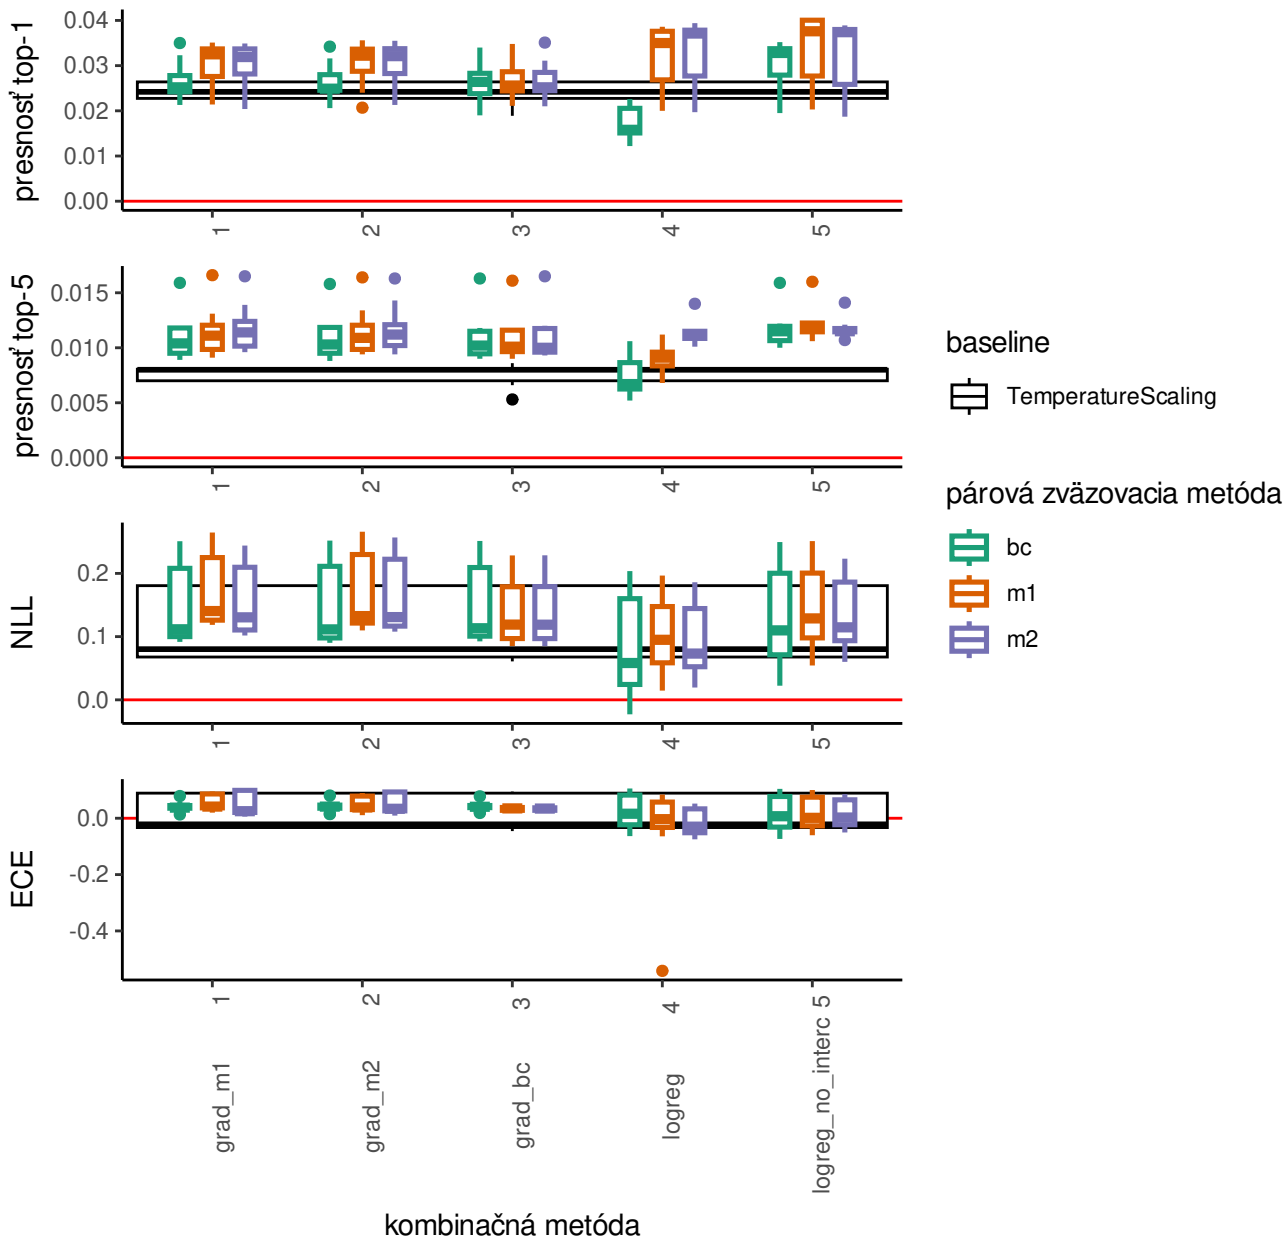 presnosť top-1
0.04
0.03
0.02
0.01
0.00
1
2
3
4
5
presnosť top-5
0.015
0.010
0.005
0.000
1
2
3
4
5
NLL
0.2
0.1
0.0
1
2
3
4
5
ECE
0.0
-0.2
-0.4
1
2
3
4
5
grad_m1
grad_m2
grad_bc
logreg
logreg_no_interc
kombinačná metóda
baseline
TemperatureScaling
párová zväzovacia metóda
bc
m1
m2